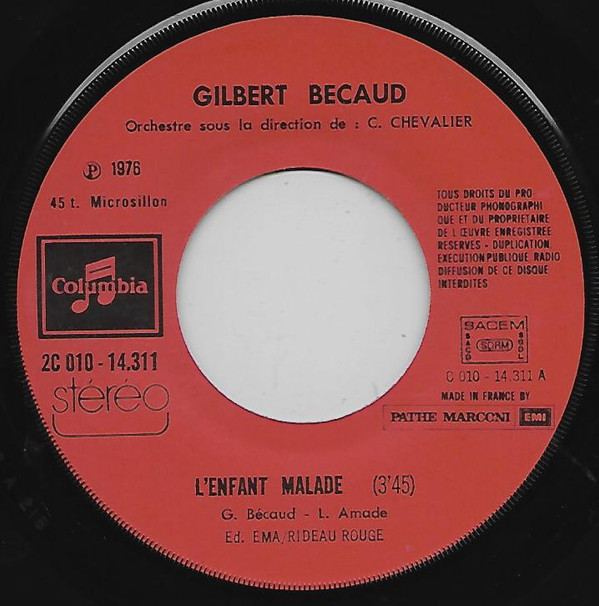 GILBERT BECAUD
Orchestre sous la direction de : C. CHEVALIER
Ⓟ 1976
45 t. Microsillon
Columbia
2C 010-14.311
stéréo
TOUS DROITS DU PRO
DUCTEUR PHONOGRAPHI
QUE ET DU PROPRIETAIRE
DE L ŒUVRE ENREGISTREE
RESERVES - DUPLICATION
EXECUTION PUBLIQUE RADIO
DIFFUSION DE CE DISQUE
INTERDITES
SACEM
SACD
SDRM
SGDL
C 010 - 14.311 A
MADE IN FRANCE BY
PATHE MARCONI EMI
L'ENFANT MALADE (3'45)
G. Bécaud - L. Amade
Ed. EMA/RIDEAU ROUGE